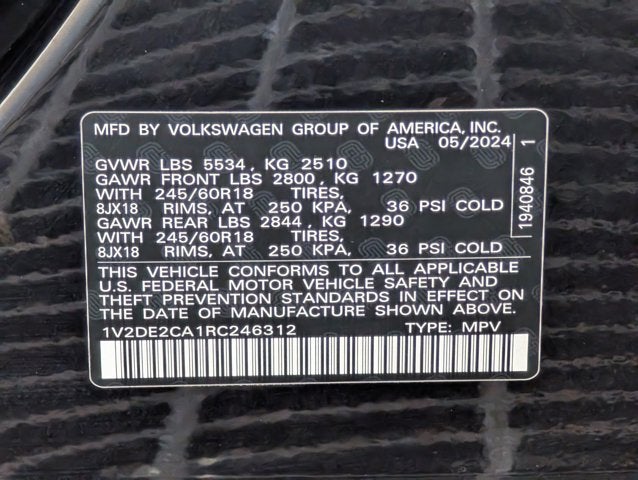 MFD BY VOLKSWAGEN GROUP OF AMERICA, INC.
USA 05/2024
GVWR LBS 5534 , KG 2510
GAWR FRONT LBS 2800 , KG 1270
WITH 245/60R18 TIRES,
8JX18 RIMS, AT 250 KPA, 36 PSI COLD
GAWR REAR LBS 2844 , KG 1290
WITH 245/60R18 TIRES,
8JX18 RIMS, AT 250 KPA, 36 PSI COLD
1940846 1
THIS VEHICLE CONFORMS TO ALL APPLICABLE
U.S. FEDERAL MOTOR VEHICLE SAFETY AND
THEFT PREVENTION STANDARDS IN EFFECT ON
THE DATE OF MANUFACTURE SHOWN ABOVE.
1V2DE2CA1RC246312 TYPE: MPV